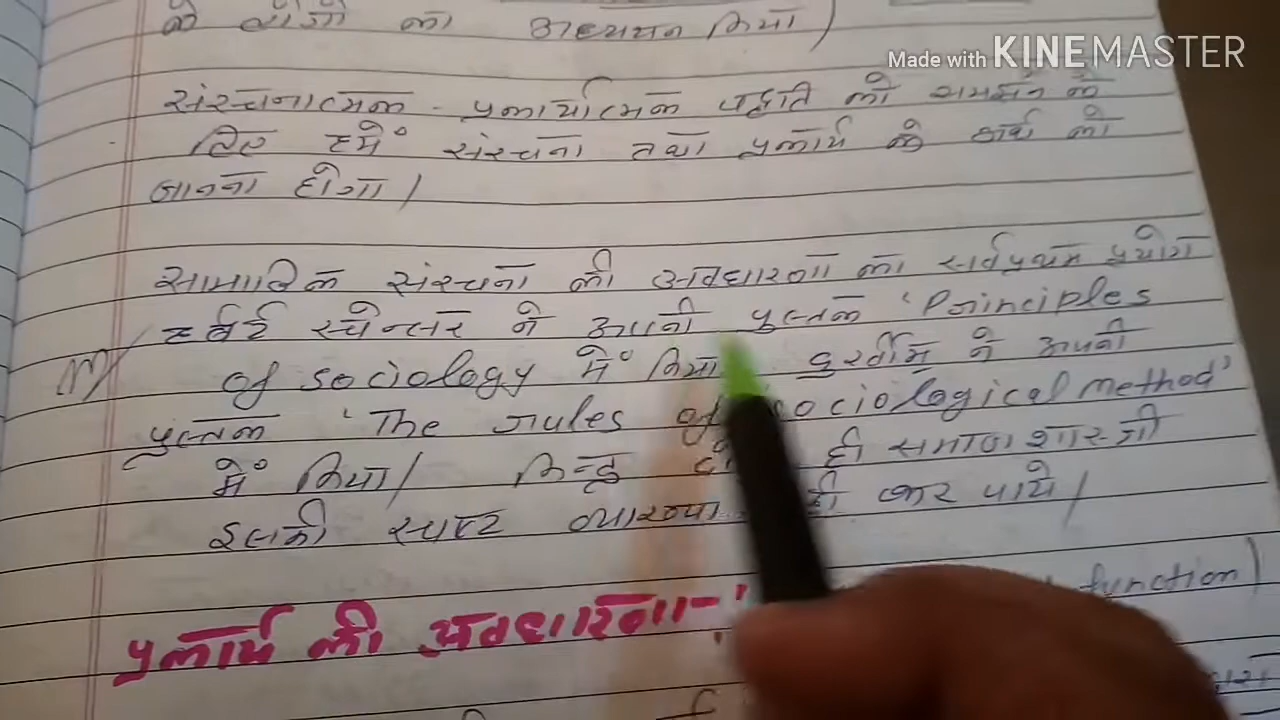 के लोगों का अध्ययन किया)
Made with KINEMASTER
संरचनात्मक - प्रकार्यात्मक पद्धति को समझने के
लिए हमें संरचना तथा प्रकार्य के अर्थ को
जानना होगा।
सामाजिक संरचना की अवधारणा का सर्वप्रथम प्रयोग
हर्बर्ट स्पेन्सर ने अपनी पुस्तक 'Principles
of sociology में किया दुर्खीम ने अपनी
पुस्तक 'The rules of sociological method'
में किया। किन्तु ही समाजशास्त्री
इसकी स्पष्ट व्याख्या नहीं कर पाये।
प्रकार्य की अवधारणा-: function)